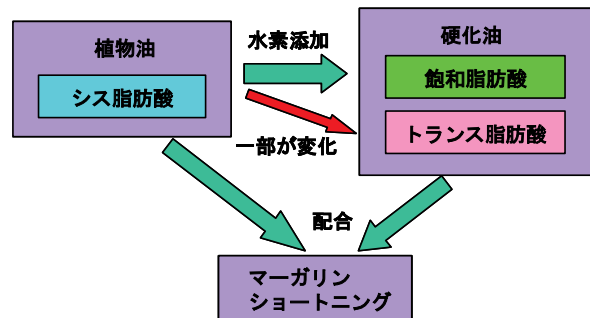 植物油
シス脂肪酸
水素添加
一部が変化
硬化油
飽和脂肪酸
トランス脂肪酸
配合
マーガリン
ショートニング